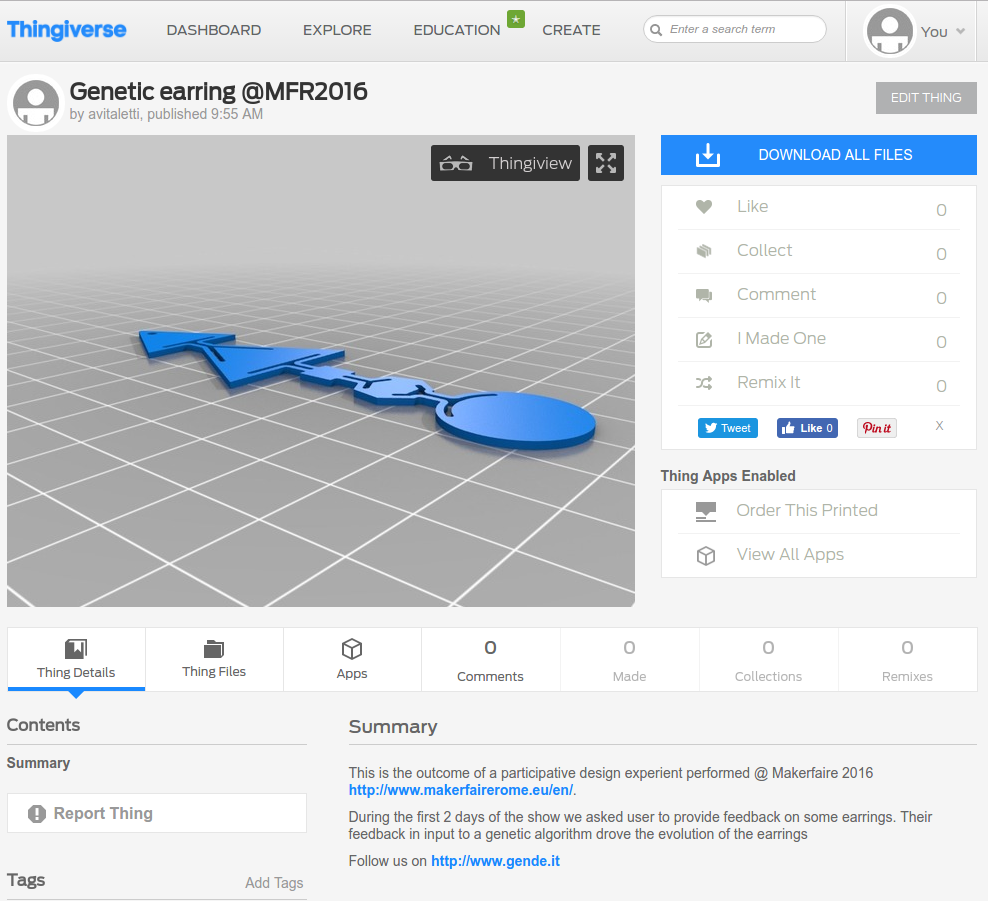 Thingiverse DASHBOARD EXPLORE EDUCATION CREATE Enter a search term You
Genetic earring @MFR2016
by avitaletti, published 9:55 AM
EDIT THING
Thingiview
DOWNLOAD ALL FILES
Like 0
Collect 0
Comment 0
I Made One 0
Remix It 0
Tweet Like 0 Pin it X
Thing Apps Enabled
Order This Printed
View All Apps
Thing Details
Thing Files
Apps
0
Comments
0
Made
0
Collections
0
Remixes
Contents
Summary
Report Thing
Tags Add Tags
Summary
This is the outcome of a participative design experient performed @ Makerfaire 2016
http://www.makerfairerome.eu/en/.
During the first 2 days of the show we asked user to provide feedback on some earrings. Their
feedback in input to a genetic algorithm drove the evolution of the earrings
Follow us on http://www.gende.it